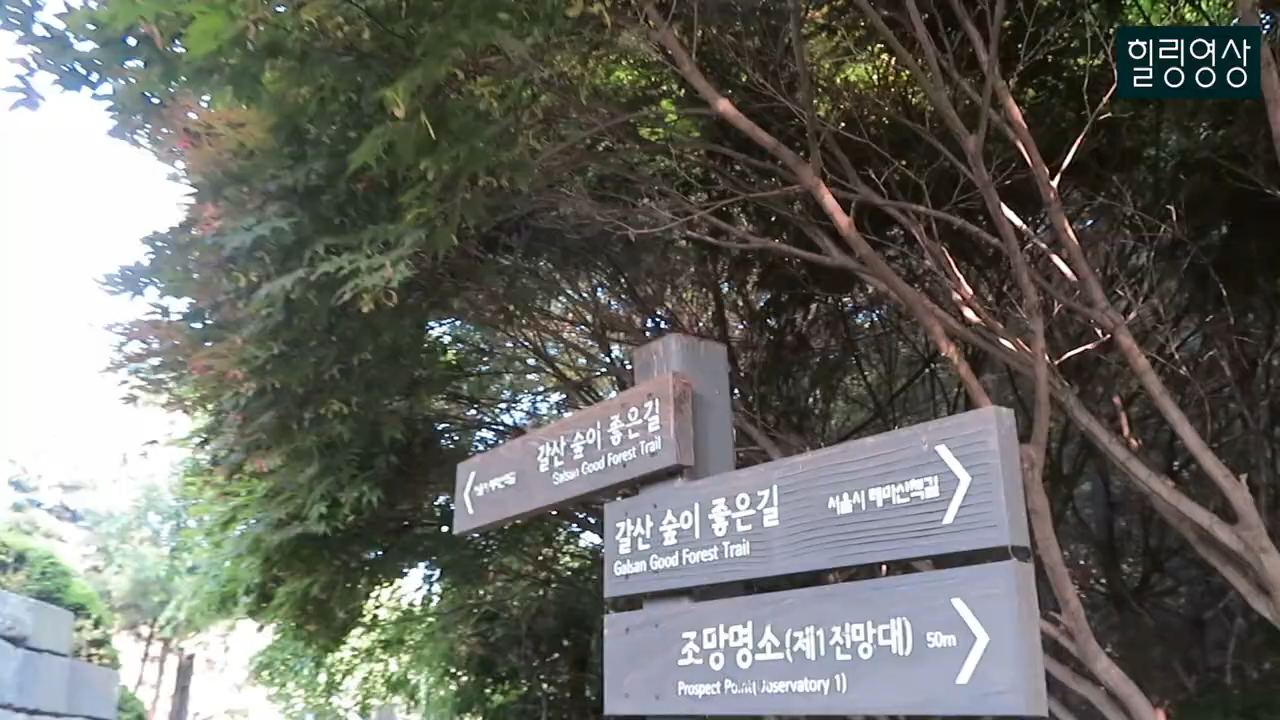 힐링영상
갈산 숲이 좋은길
Galsan Good Forest Trail
갈산 숲이 좋은길
서울시 테마산책길
Galsan Good Forest Trail
조망명소(제1전망대) 50m
Prospect Point( 1)